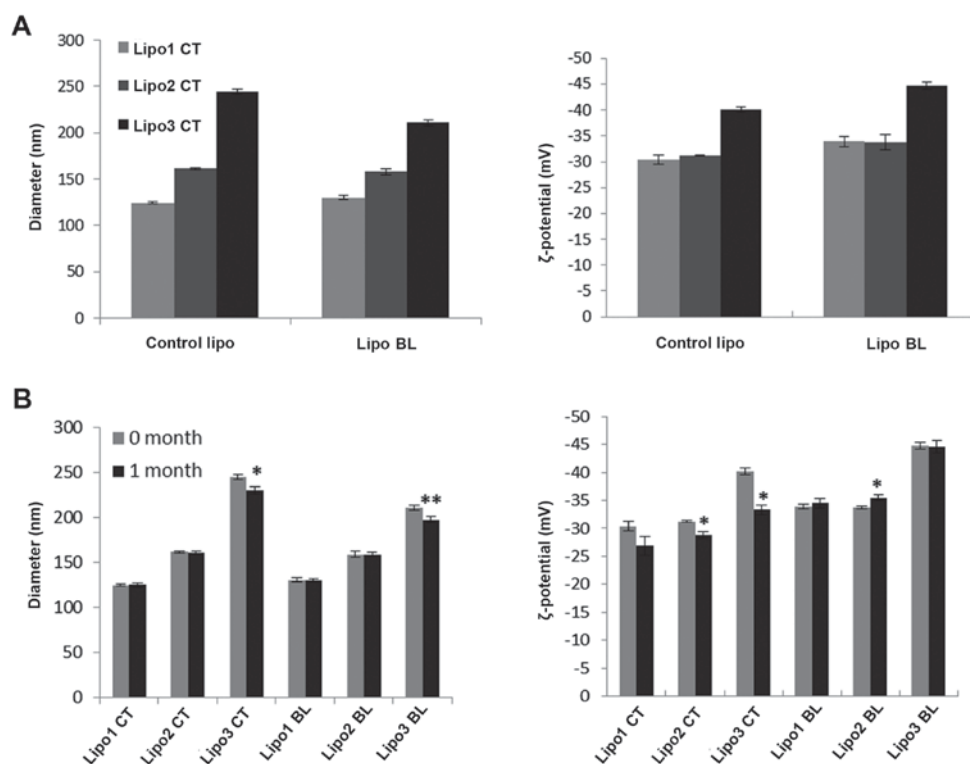 A
Diameter (nm)
300
250
200
150
100
50
0
Lipo1 CT
Lipo2 CT
Lipo3 CT
Control lipo
Lipo BL
ζ-potential (mV)
-50
-45
-40
-35
-30
-25
-20
-15
-10
-5
0
Control lipo
Lipo BL
B
Diameter (nm)
300
250
200
150
100
50
0
0 month
1 month
*
**
Lipo1 CT
Lipo2 CT
Lipo3 CT
Lipo1 BL
Lipo2 BL
Lipo3 BL
ζ-potential (mV)
-50
-45
-40
-35
-30
-25
-20
-15
-10
-5
0
*
*
*
Lipo1 CT
Lipo2 CT
Lipo3 CT
Lipo1 BL
Lipo2 BL
Lipo3 BL